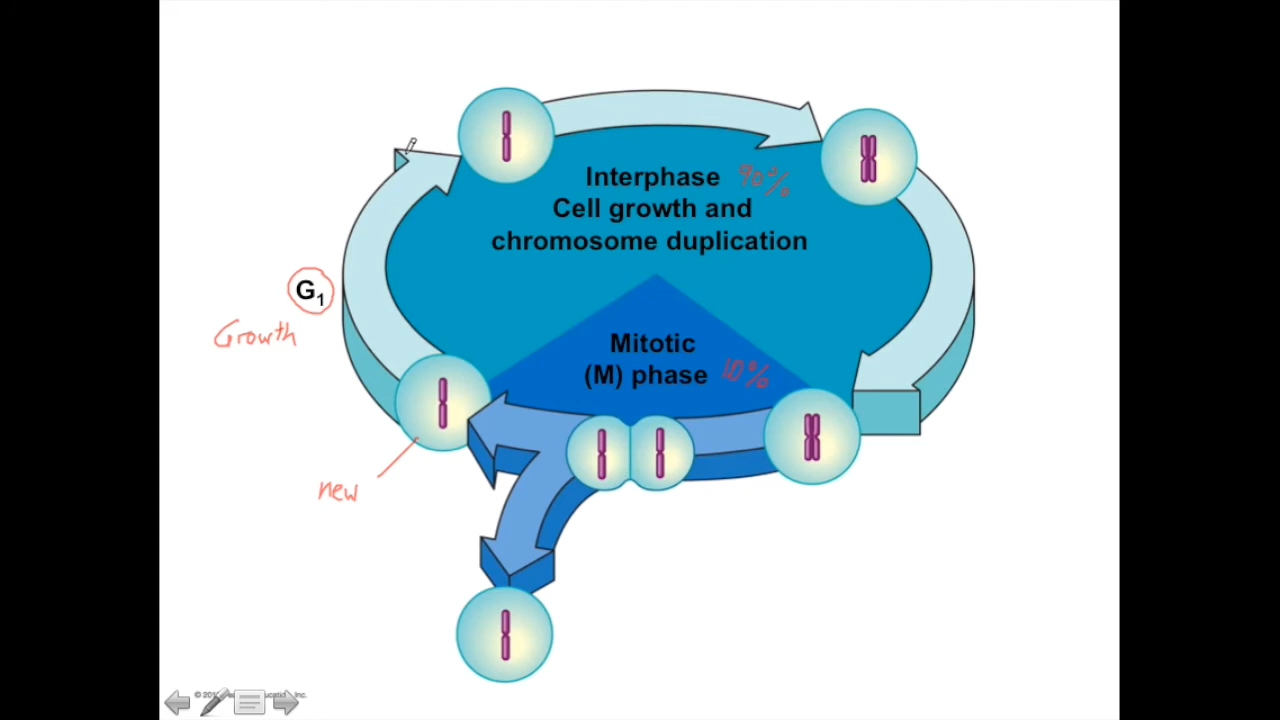 Interphase 90%
Cell growth and
chromosome duplication
G1
Growth
Mitotic
(M) phase 10%
new